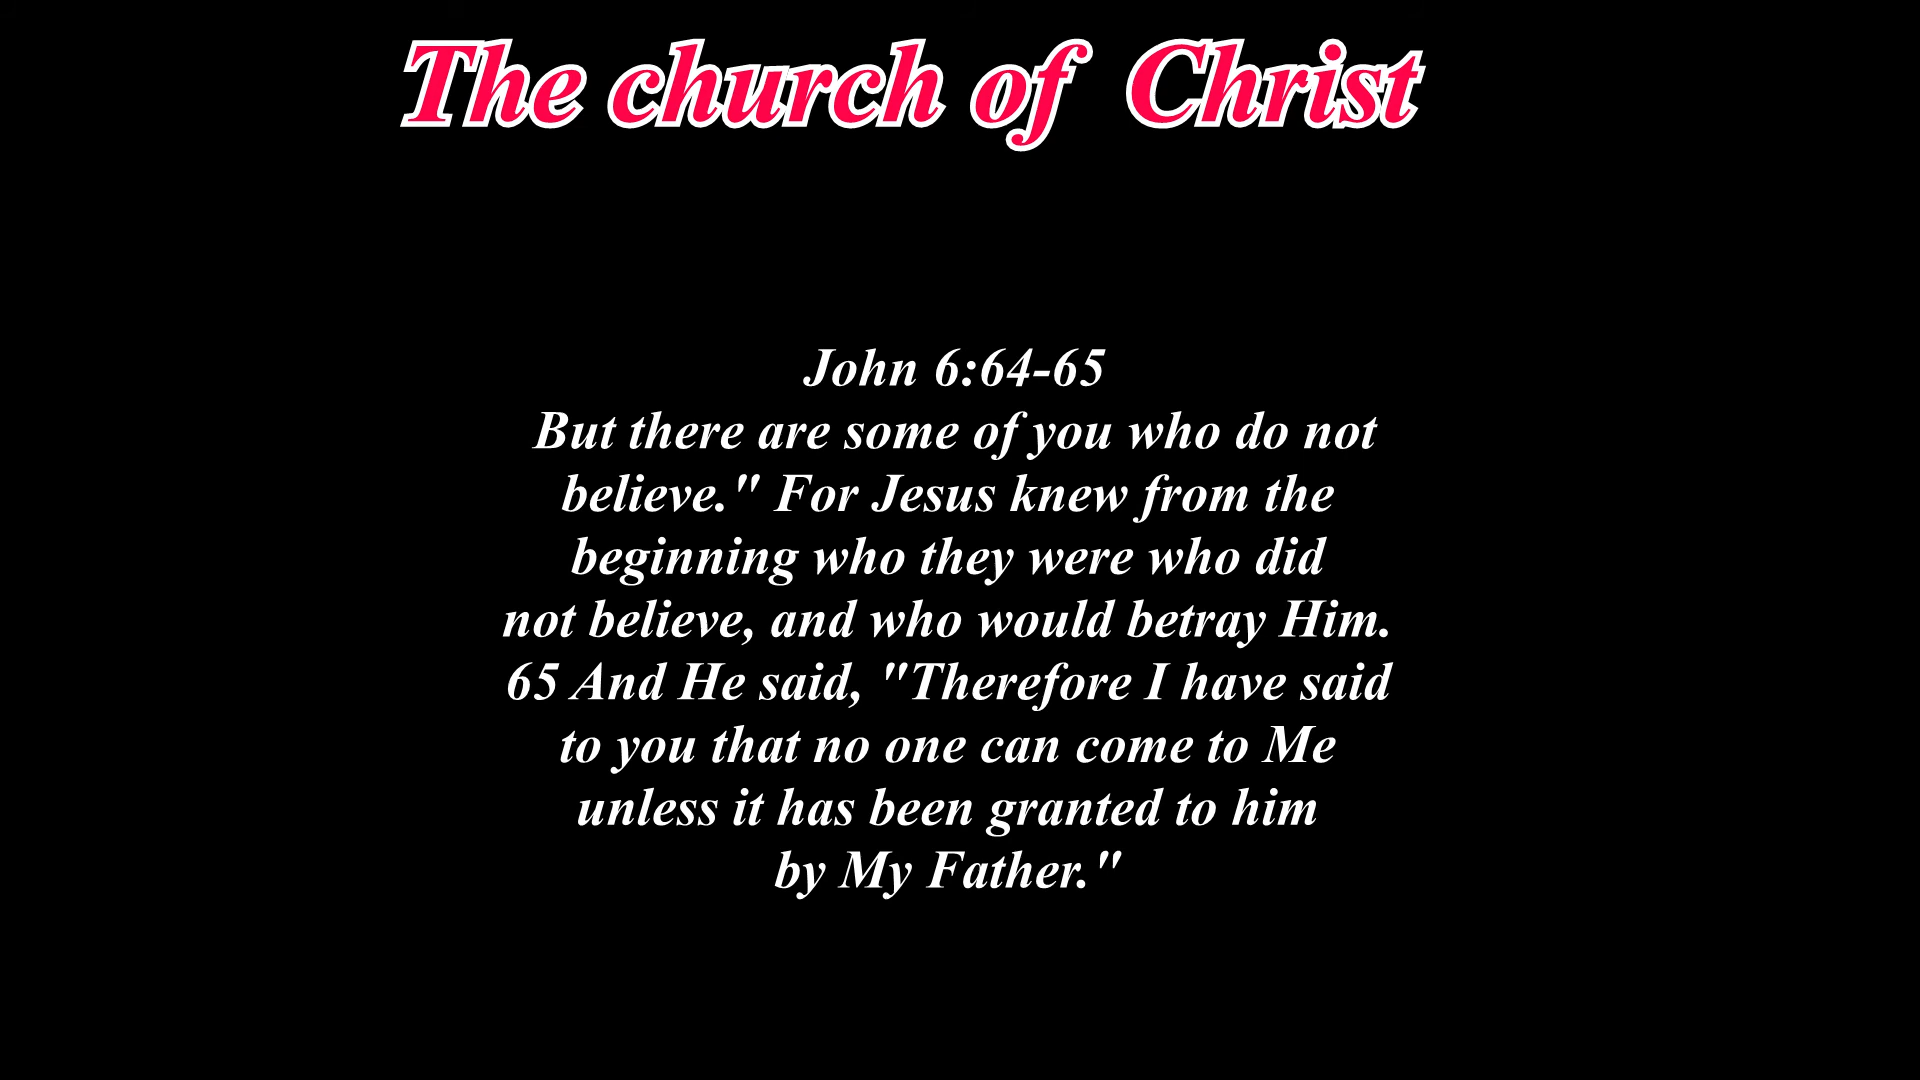 The church of Christ
John 6:64-65
But there are some of you who do not
believe." For Jesus knew from the
beginning who they were who did
not believe, and who would betray Him.
65 And He said, "Therefore I have said
to you that no one can come to Me
unless it has been granted to him
by My Father."